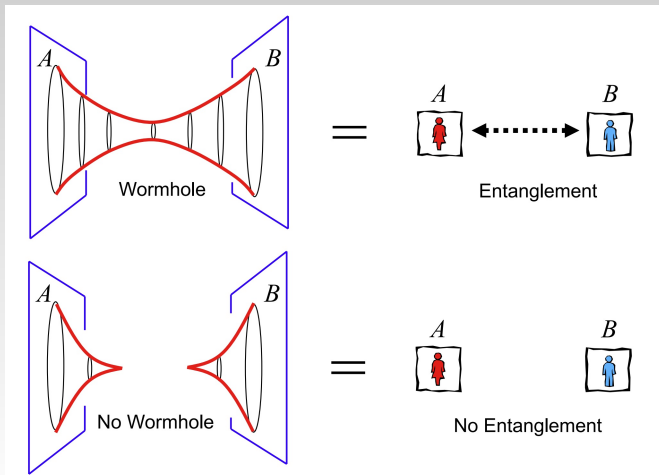 A B = A B
Wormhole Entanglement
A B = A B
No Wormhole No Entanglement